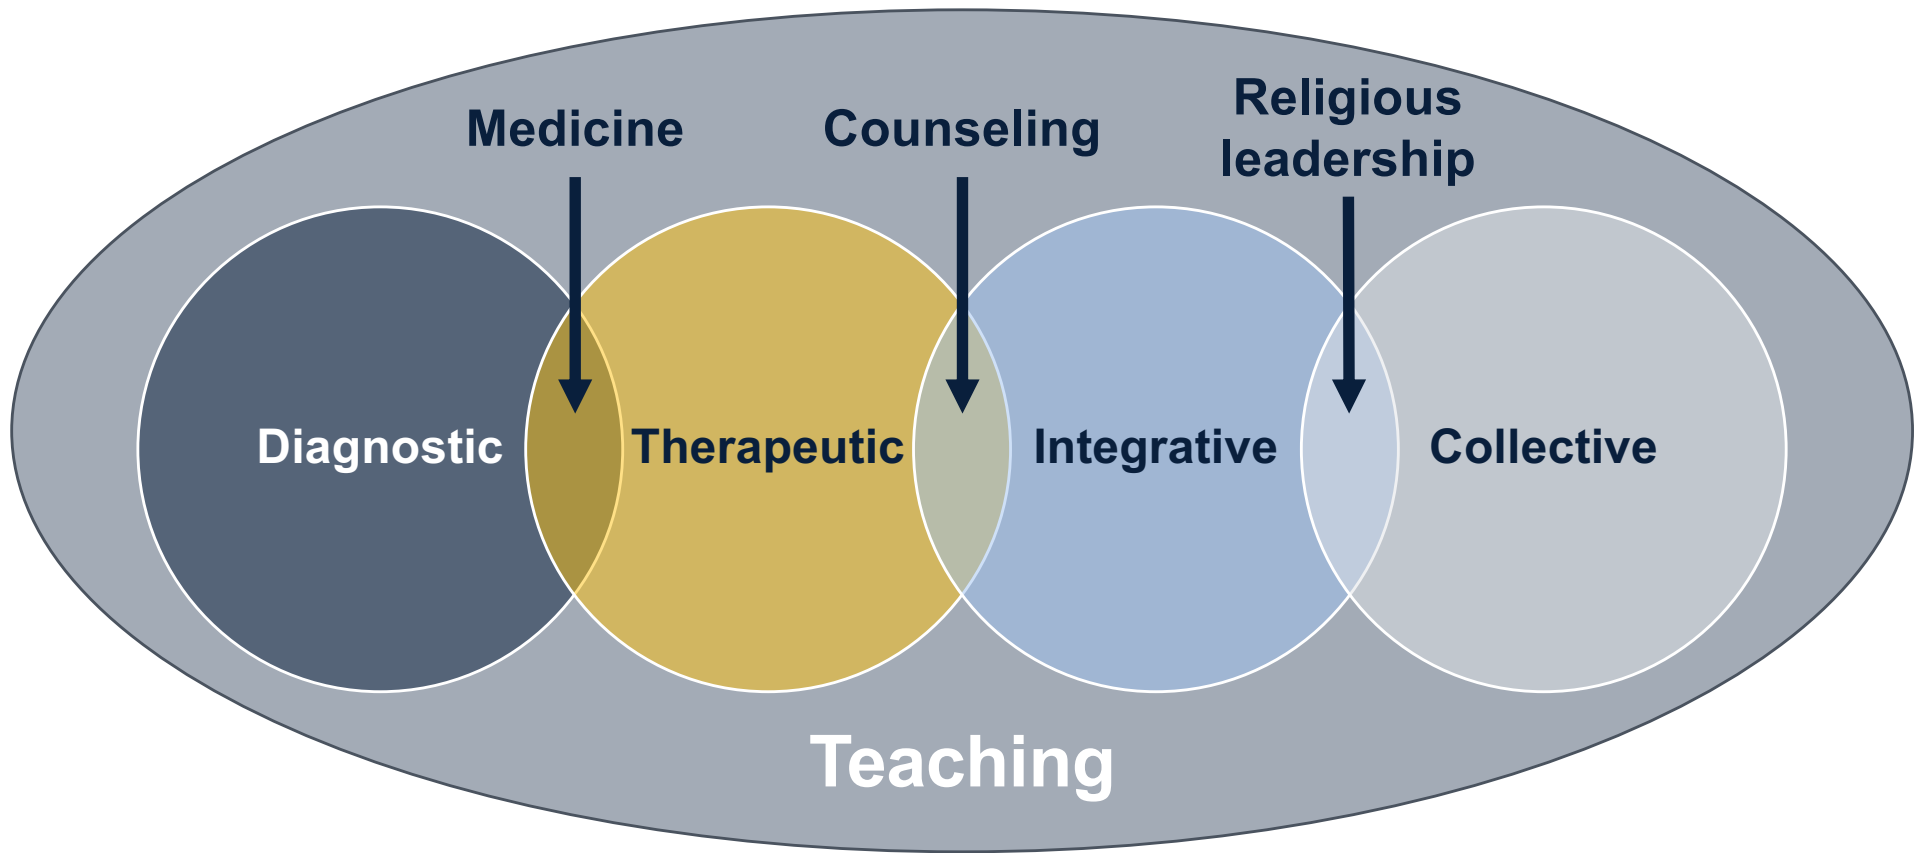 Medicine
Counseling
Religious
leadership
Diagnostic
Therapeutic
Integrative
Collective
Teaching